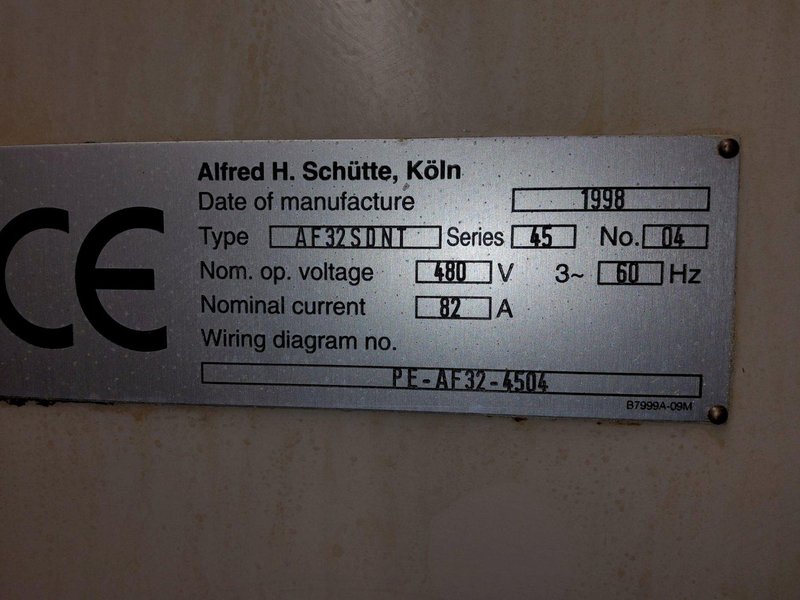 CE
Alfred H. Schütte, Köln
Date of manufacture 1998
Type AF32SDNT Series 45 No. 04
Nom. op. voltage 480 V 3~ 60 Hz
Nominal current 82 A
Wiring diagram no.
PE-AF32-4504
B7999A-09M